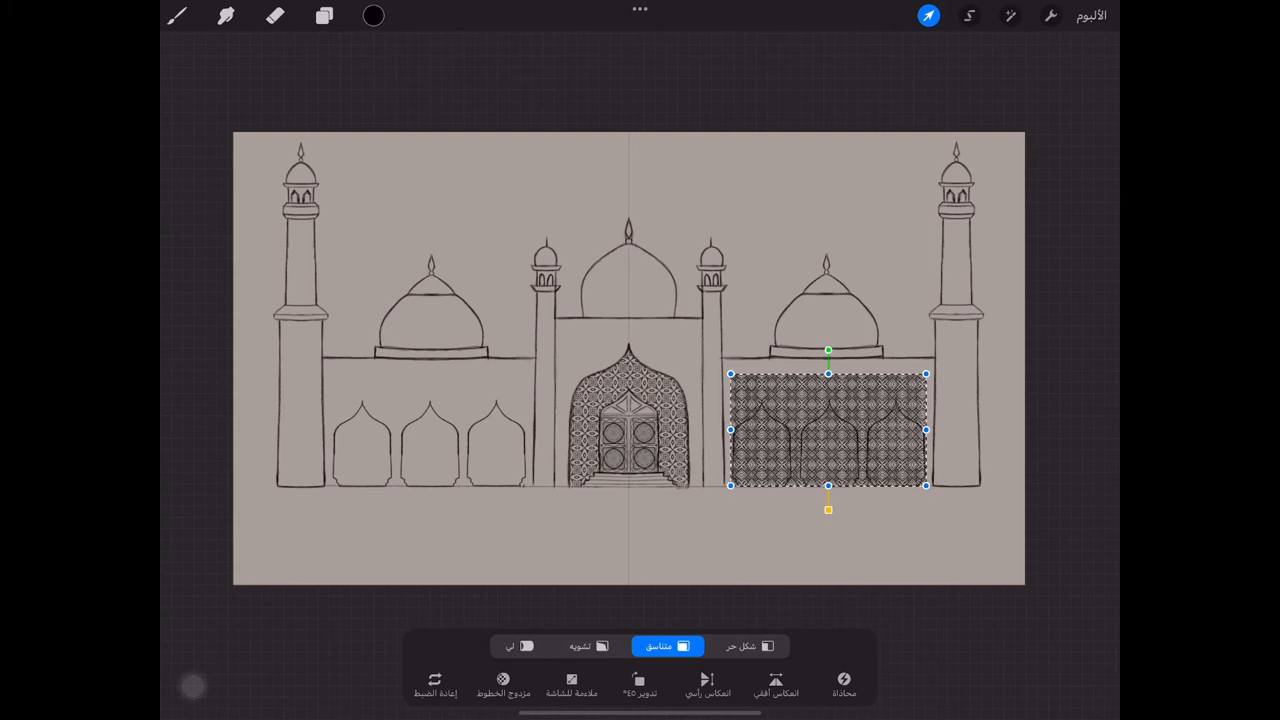 الألبوم
شكل حر
متناسق
تشويه
لي
محاذاة
انعكاس أفقي
انعكاس رأسي
تدوير ٤٥°
ملاءمة للشاشة
مزدوج الخطوط
إعادة الضبط